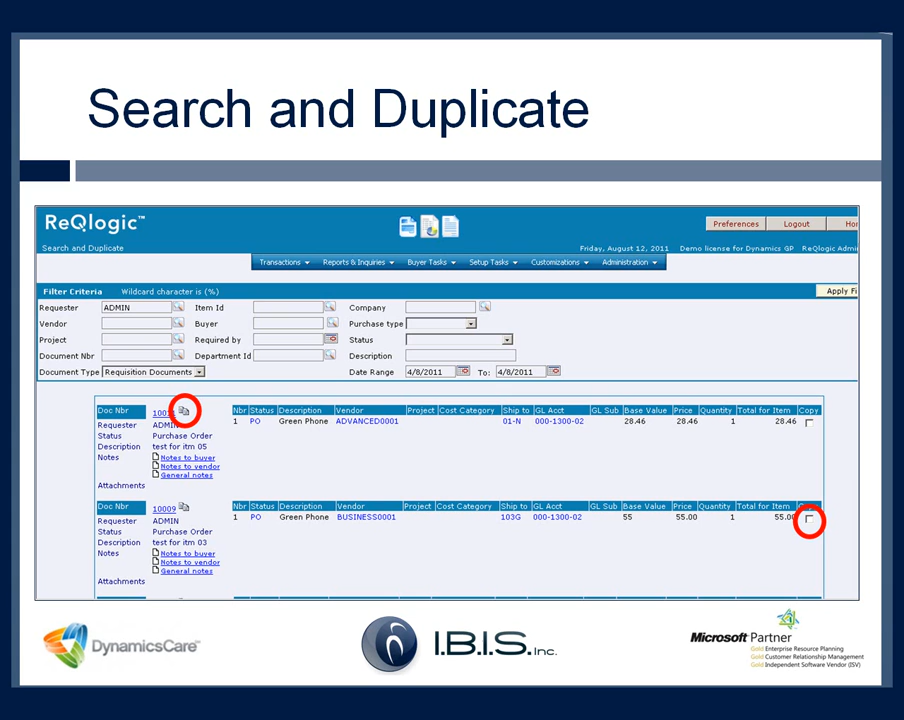 Search and Duplicate
ReQlogic™
Preferences Logout
Search and Duplicate Friday, August 12, 2011 Demo license for Dynamics GP ReQlogic Admi
Transactions Reports & Inquiries Buyer Tasks Setup Tasks Customizations Administration
Filter Criteria Wildcard character is (%) Apply Fi
Requester ADMIN Item Id Company
Vendor Buyer Purchase type
Project Required by Status
Document Nbr Department Id Description
Document Type Requisition Documents Date Range 4/8/2011 To: 4/8/2011
Doc Nbr Nbr Status Description Vendor Project Cost Category Ship to GL Acct GL Sub Base Value Price Quantity Total for Item Copy
Requester ADMIN 1 PO Green Phone ADVANCED0001 01-N 000-1300-02 28.46 28.46 1 28.46
Status Purchase Order
Description test for itm 05
Notes Notes to buyer
Notes to vendor
General notes
Attachments
Doc Nbr 10009 Nbr Status Description Vendor Project Cost Category Ship to GL Acct GL Sub Base Value Price Quantity Total for Item Copy
Requester ADMIN 1 PO Green Phone BUSINESS0001 103G 000-1300-02 55 55.00 1 55.00
Status Purchase Order
Description test for itm 03
Notes Notes to buyer
Notes to vendor
General notes
Attachments
DynamicsCare™
I.B.I.S. Inc.
Microsoft Partner
Gold Enterprise Resource Planning
Gold Customer Relationship Management
Gold Independent Software Vendor (ISV)